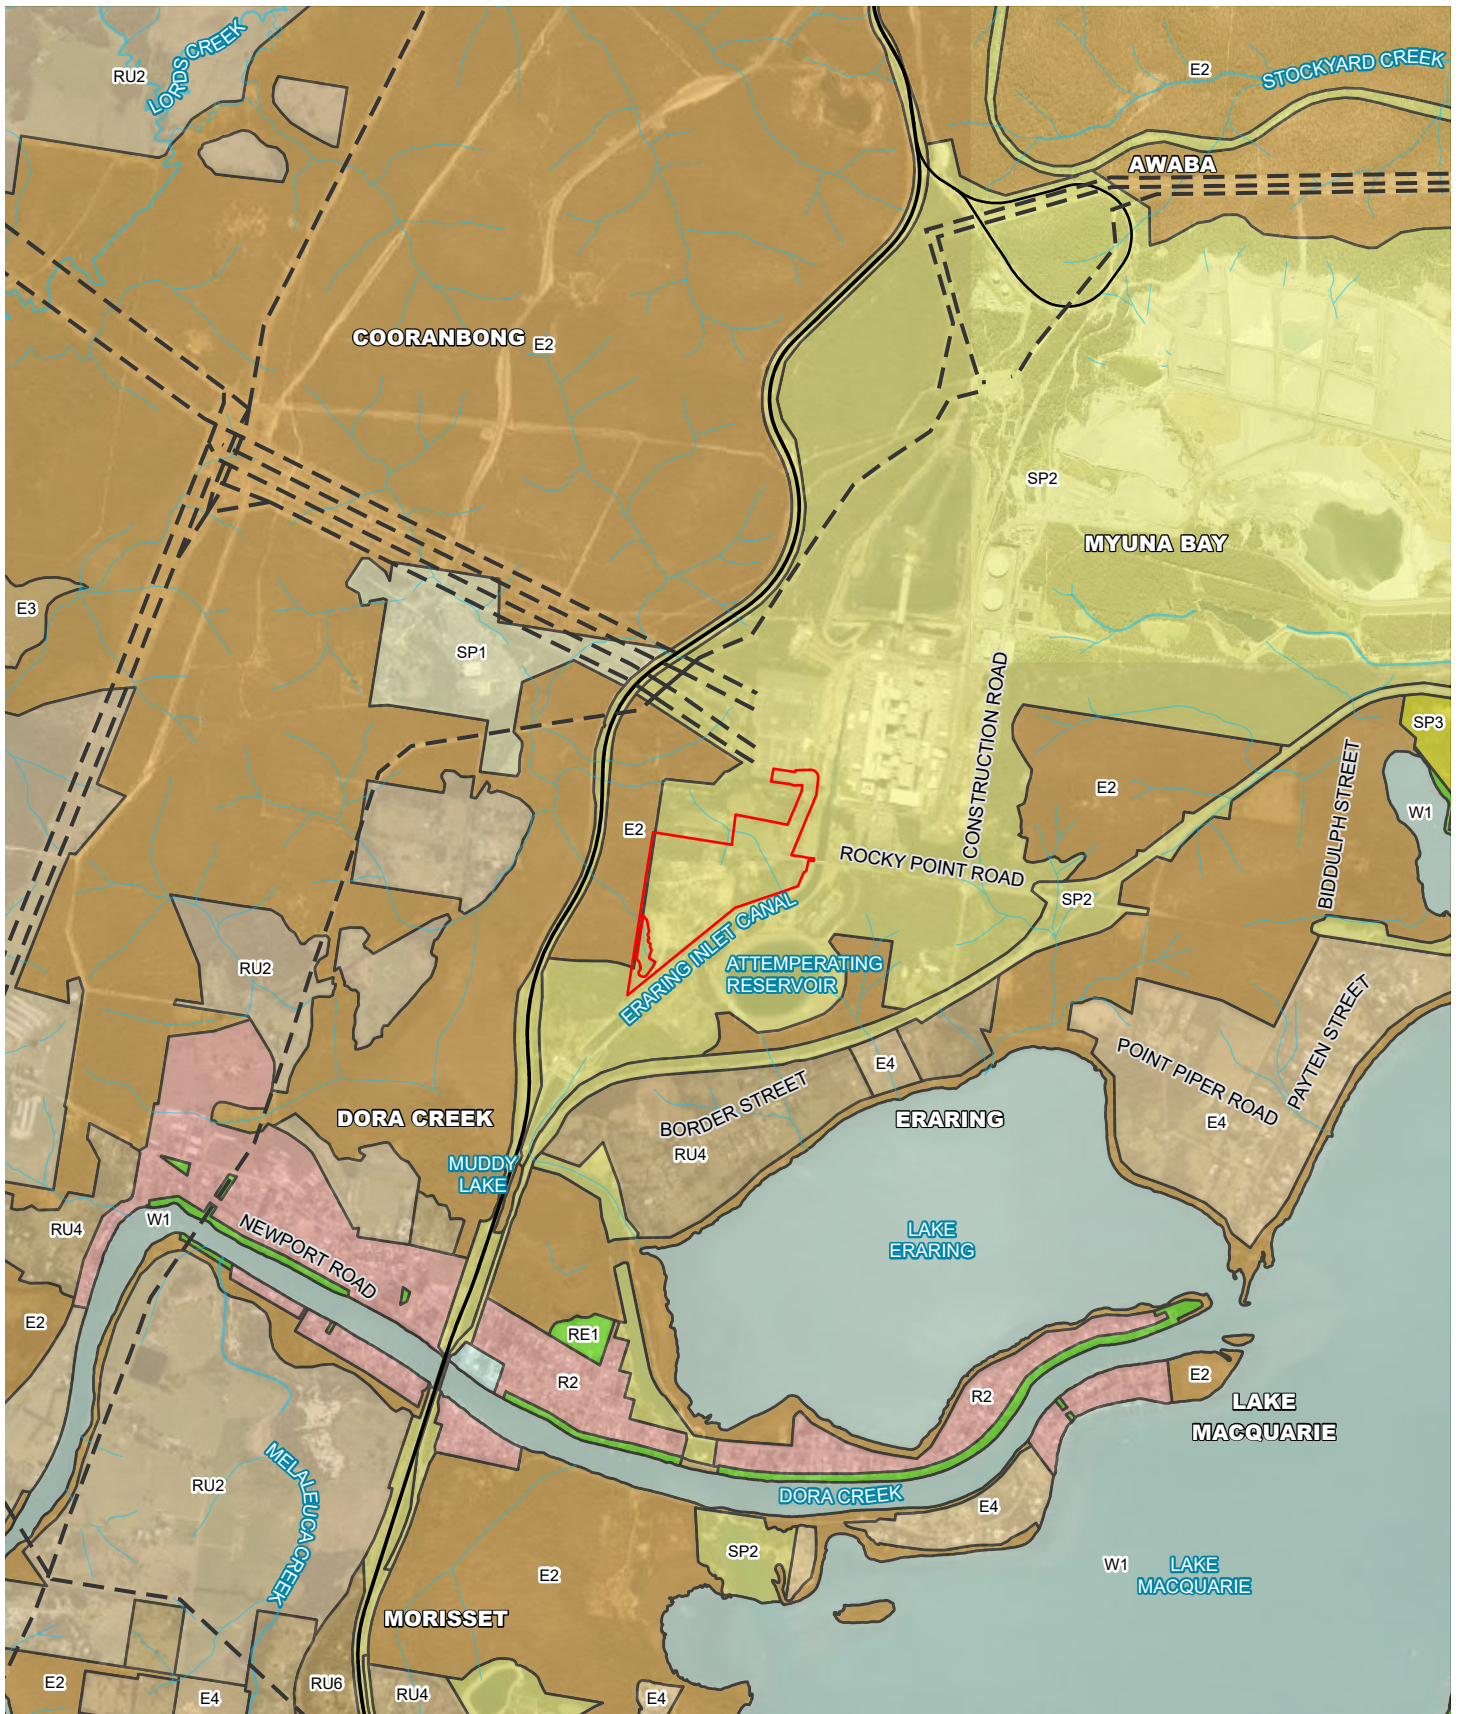 LORDS CREEK
RU2
E2
STOCKYARD CREEK
AWABA
COORANBONG
E2
SP2
MYUNA BAY
E3
SP1
CONSTRUCTION ROAD
SP3
E2
BIDDULPH STREET
W1
E2
ROCKY POINT ROAD
SP2
ERARING INLET CANAL
ATTEMPERATING
RESERVOIR
RU2
PAYTEN STREET
POINT PIPER ROAD
E4
E4
BORDER STREET
RU4
DORA CREEK
ERARING
MUDDY
LAKE
W1
RU4
NEWPORT ROAD
LAKE
ERARING
E2
RE1
R2
R2
E2
LAKE
MACQUARIE
MELALEUCA CREEK
RU2
DORA CREEK
E4
SP2
E2
W1
LAKE
MACQUARIE
MORISSET
E2
E4
RU6
RU4
E4